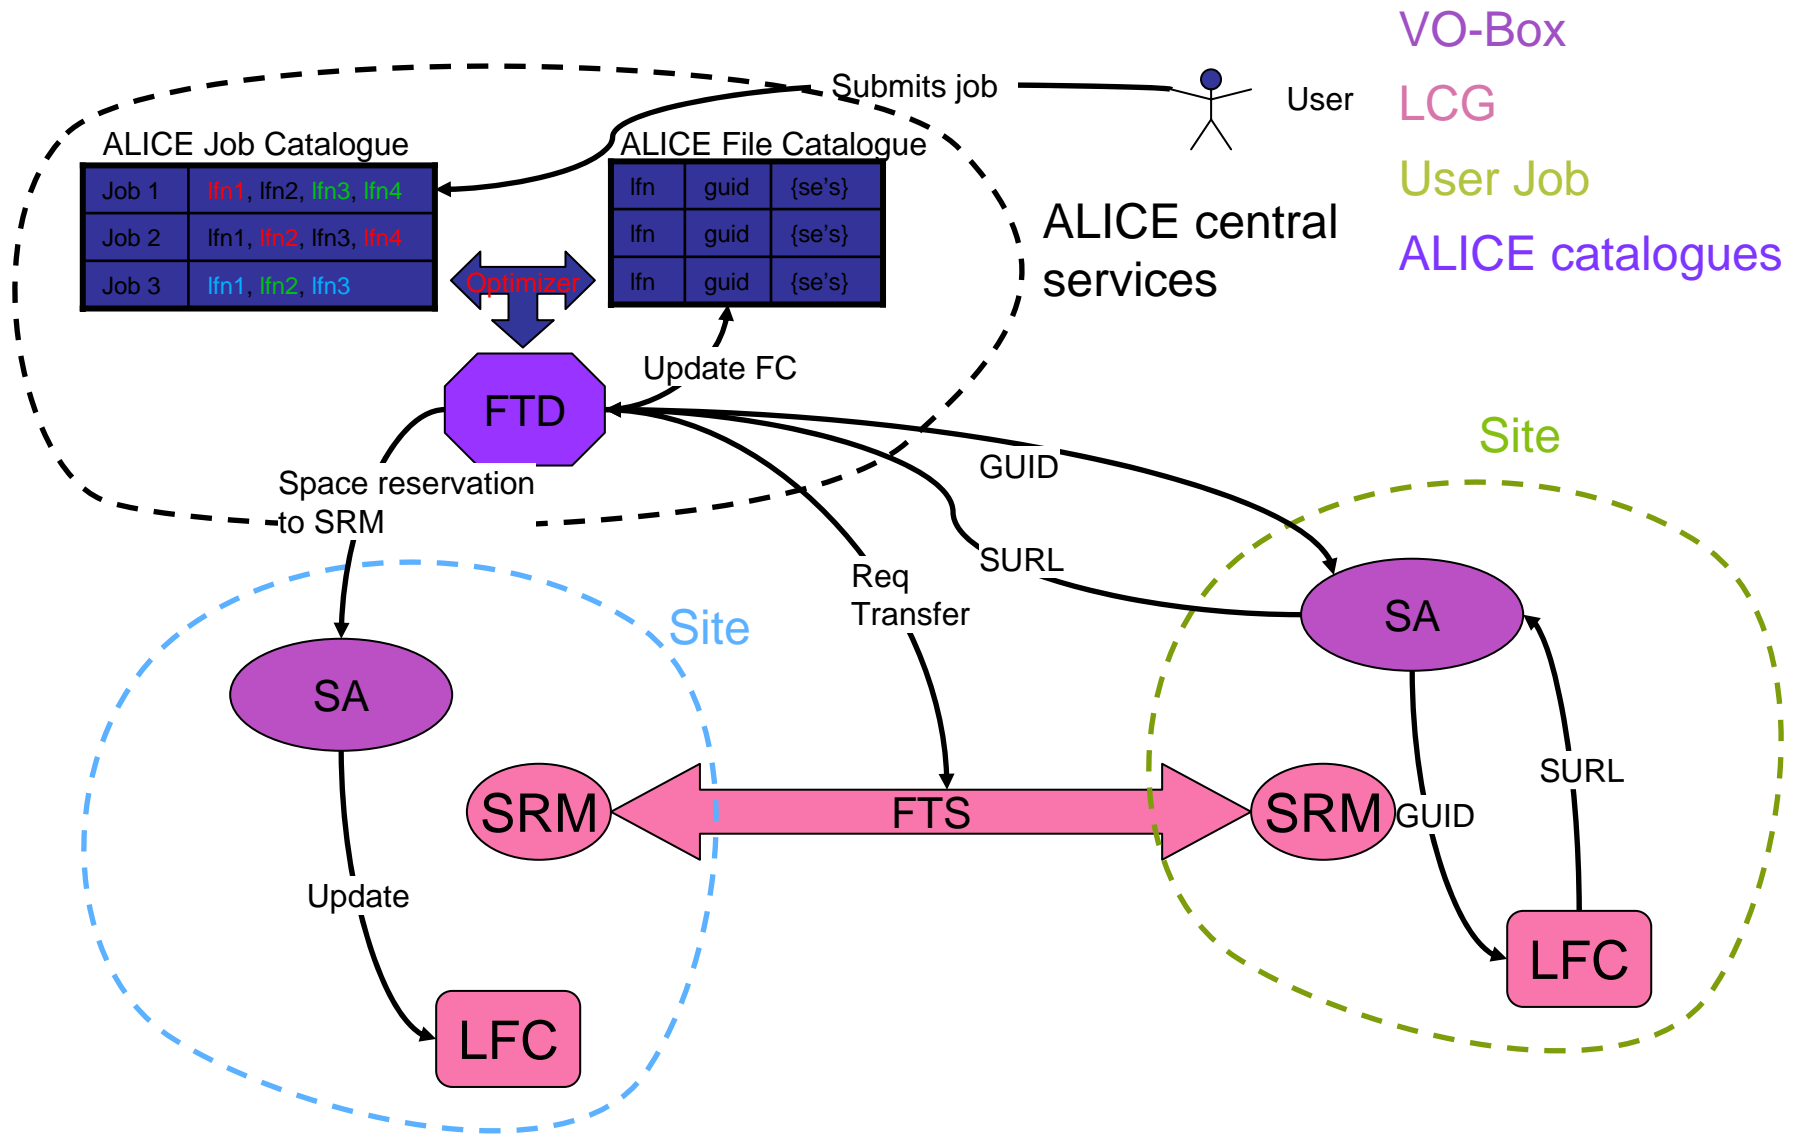 VO-Box
LCG
User Job
ALICE catalogues
Submits job
User
ALICE Job Catalogue
Job 1 lfn1, lfn2, lfn3, lfn4
Job 2 lfn1, lfn2, lfn3, lfn4
Job 3 lfn1, lfn2, lfn3
ALICE File Catalogue
lfn guid {se’s}
lfn guid {se’s}
lfn guid {se’s}
ALICE central
services
Optimizer
Update FC
FTD
Space reservation
to SRM
GUID
SURL
Req
Transfer
Site
Site
SA
SA
SRM
FTS
SRM
GUID
SURL
Update
LFC
LFC